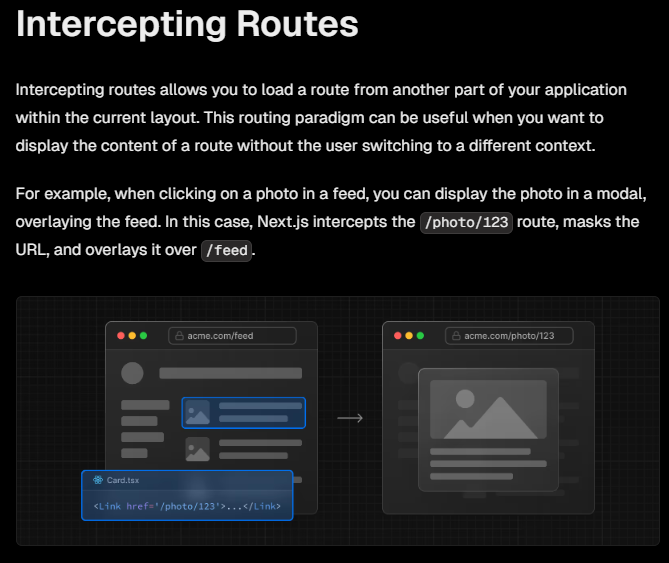 Intercepting Routes
Intercepting routes allows you to load a route from another part of your application
within the current layout. This routing paradigm can be useful when you want to
display the content of a route without the user switching to a different context.
For example, when clicking on a photo in a feed, you can display the photo in a modal,
overlaying the feed. In this case, Next.js intercepts the /photo/123 route, masks the
URL, and overlays it over /feed.
acme.com/feed
acme.com/photo/123
Card.tsx
<Link href='/photo/123'>...</Link>